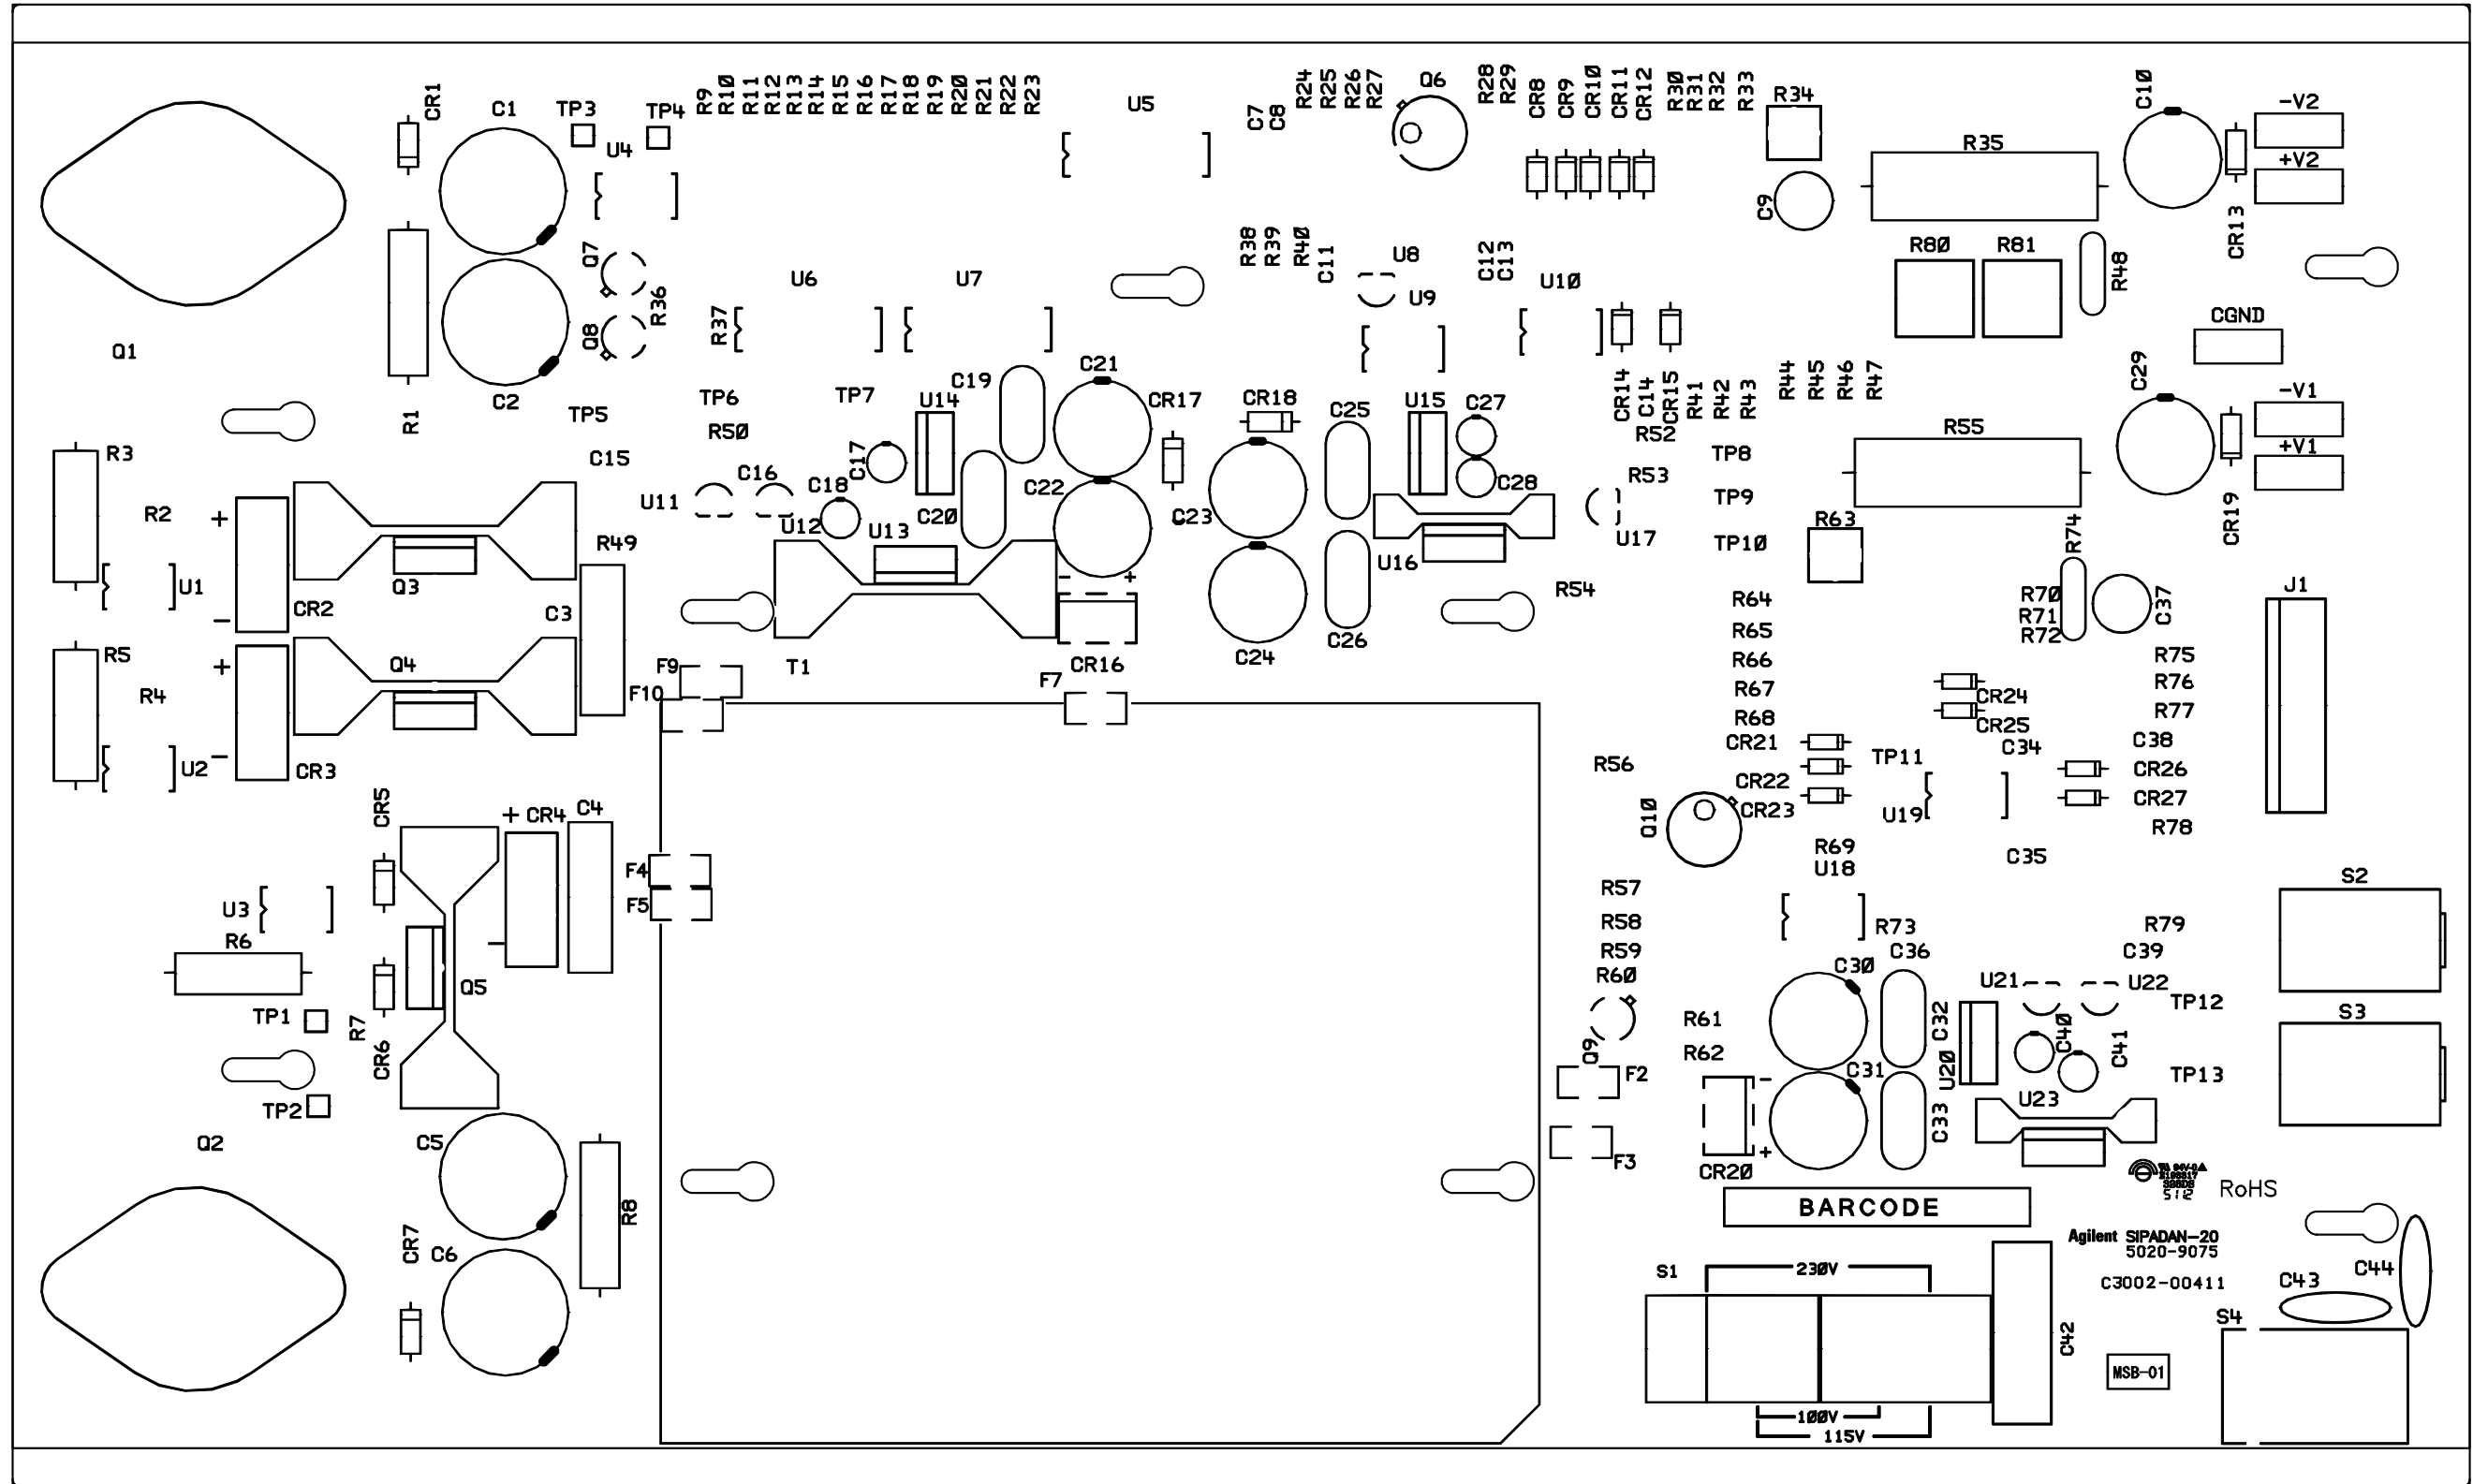 CR1
C1
TP3
TP4
U4
R9
R10
R11
R12
R13
R14
R15
R16
R17
R18
R19
R20
R21
R22
R23
U5
C7
C8
R24
R25
R26
R27
Q6
R28
R29
CR8
CR9
CR10
CR11
CR12
R30
R31
R32
R33
R34
C10
-V2
R35
+V2
C9
CR13
Q7
R36
Q8
U6
U7
R37
R38
R39
R40
C11
U8
U9
C12
C13
U10
R80
R81
R48
CGND
Q1
R1
C2
TP5
TP6
TP7
C19
C21
U14
CR17
CR18
C25
U15
C27
CR14
C14
CR15
R41
R42
R43
R44
R45
R46
R47
C29
-V1
R55
+V1
R3
R50
C15
C17
C16
C18
R52
TP8
R53
R2
+
U11
U12
C20
U13
C22
C23
C28
U17
TP9
TP10
R63
R74
CR19
R49
U16
- +
U1
Q3
CR2
-
C3
R54
C26
R64
R65
R66
R67
R68
R70
R71
R72
C37
J1
R5
+
Q4
R4
F9
F10
T1
F7
CR16
C24
R75
R76
R77
CR24
CR25
C34
C38
CR21
TP11
U2
-
CR3
R56
CR22
CR23
U19
CR26
CR27
R78
CR5
+ CR4
C4
Q10
R69
U18
C35
F4
F5
R57
R58
R59
R60
R73
C36
R79
C39
S2
U3
R6
-
Q5
C30
U21
U22
TP12
TP1
R7
CR6
R61
R62
Q9
C32
C40
C41
S3
F2
C31
U20
TP13
TP2
Q2
C5
-
C33
U23
F3
+
CR20
R8
BARCODE
94V-0
E198317
326D8
5112
RoHS
CR7
C6
Agilent SIPADAN-20
5020-9075
C3002-00411
S1
230V
C43
C44
S4
C42
MSB-01
100V
115V